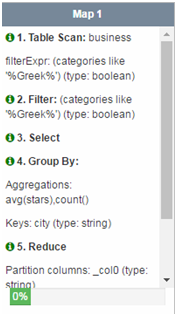 Map 1
1. Table Scan: business
filterExpr: (categories like
'%Greek%') (type: boolean)
2. Filter: (categories like
'%Greek%') (type: boolean)
3. Select
4. Group By:
Aggregations:
avg(stars),count()
Keys: city (type: string)
5. Reduce
Partition columns: _col0 (type:
string)
0%